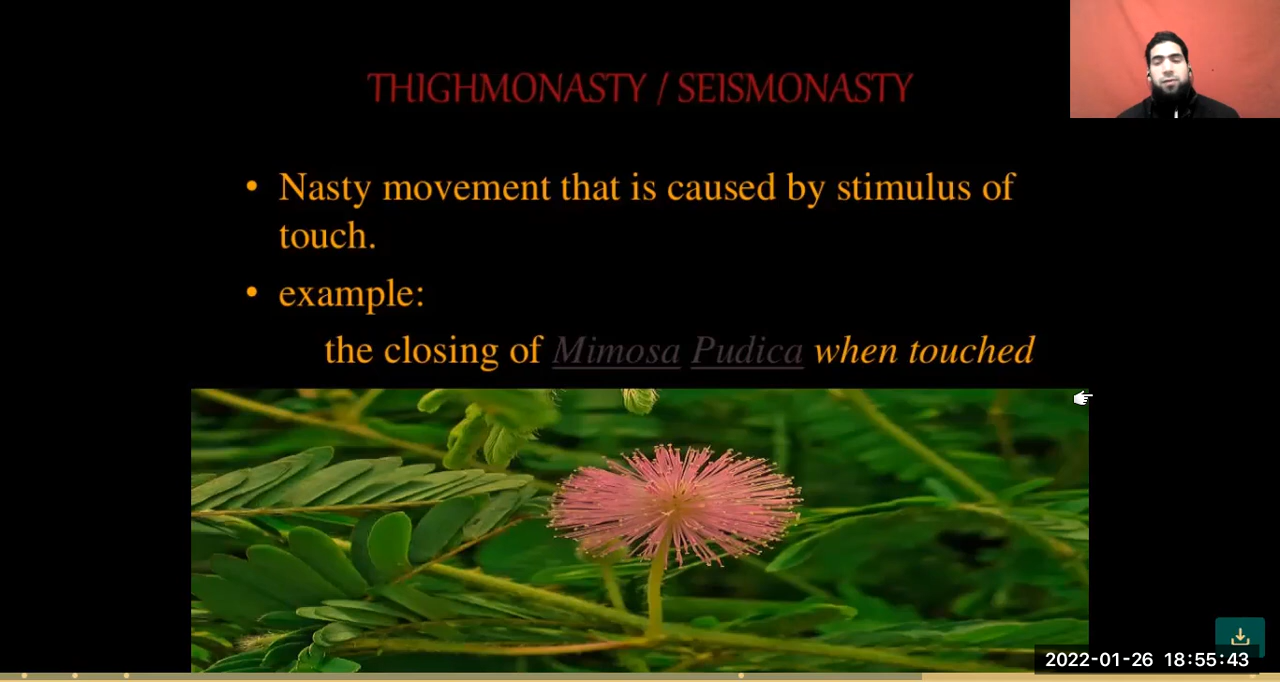 THIGHMONASTY / SEISMONASTY
• Nasty movement that is caused by stimulus of
touch.
• example:
the closing of Mimosa Pudica when touched
2022-01-26 18:55:43